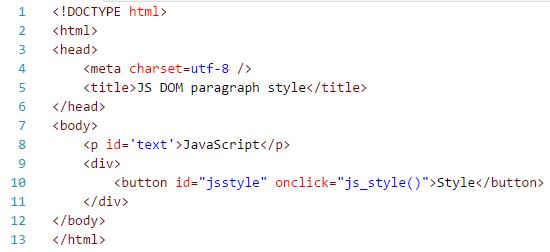 1 <!DOCTYPE html>
2 <html>
3 <head>
4     <meta charset=utf-8 />
5     <title>JS DOM paragraph style</title>
6 </head>
7 <body>
8     <p id='text'>JavaScript</p>
9     <div>
10         <button id="jsstyle" onclick="js_style()">Style</button>
11     </div>
12 </body>
13 </html>